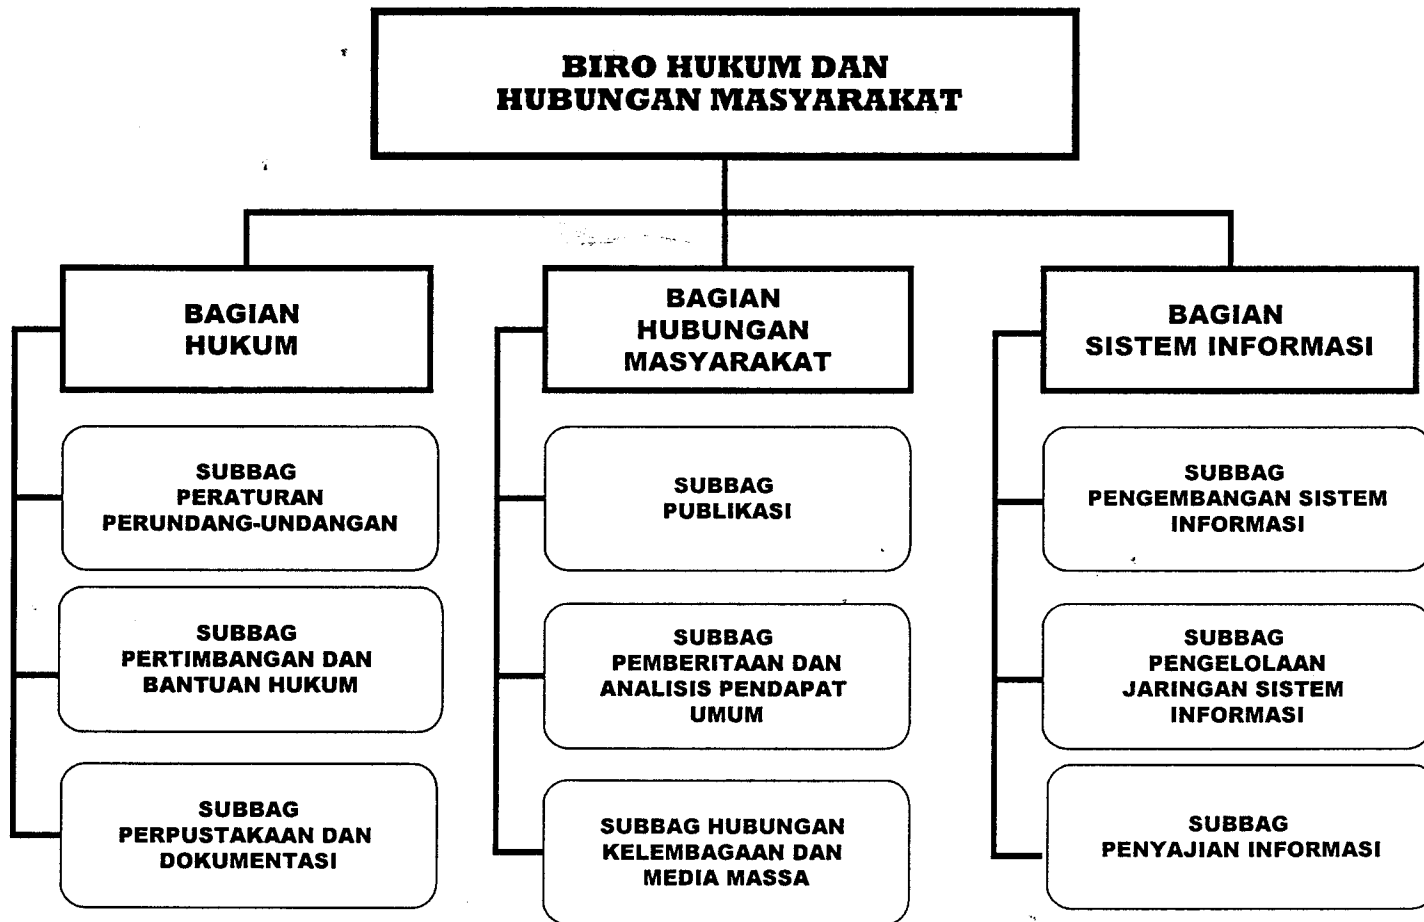 BIRO HUKUM DAN
HUBUNGAN MASYARAKAT
BAGIAN
HUKUM
SUBBAG
PERATURAN
PERUNDANG-UNDANGAN
SUBBAG
PERTIMBANGAN DAN
BANTUAN HUKUM
SUBBAG
PERPUSTAKAAN DAN
DOKUMENTASI
BAGIAN
HUBUNGAN
MASYARAKAT
SUBBAG
PUBLIKASI
SUBBAG
PEMBERITAAN DAN
ANALISIS PENDAPAT
UMUM
SUBBAG HUBUNGAN
KELEMBAGAAN DAN
MEDIA MASSA
BAGIAN
SISTEM INFORMASI
SUBBAG
PENGEMBANGAN SISTEM
INFORMASI
SUBBAG
PENGELOLAAN
JARINGAN SISTEM
INFORMASI
SUBBAG
PENYAJIAN INFORMASI